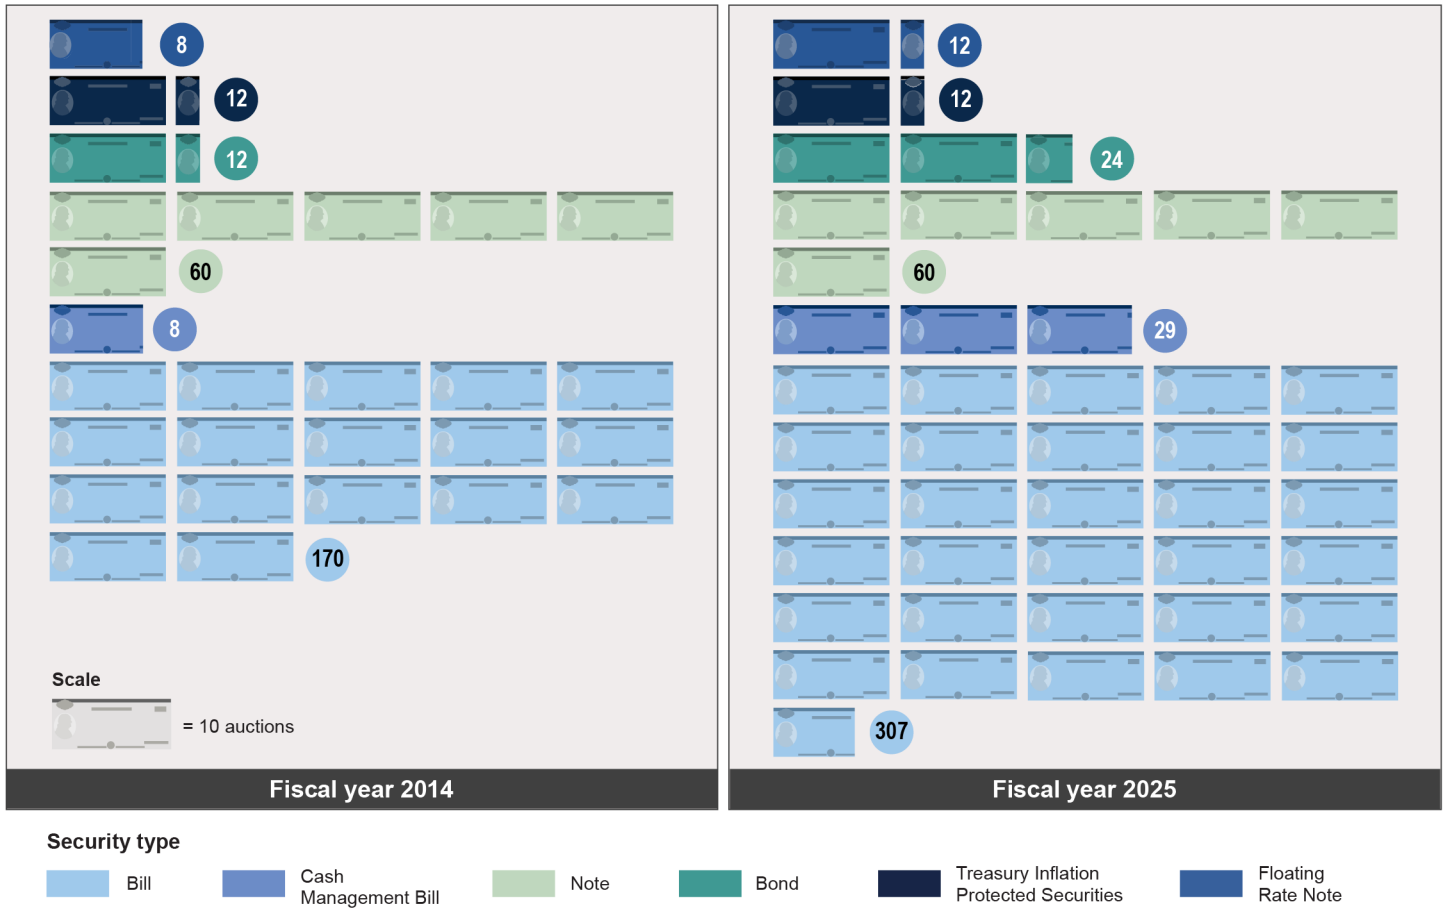 8
12
12
60
8
170
Scale
= 10 auctions
Fiscal year 2014
12
12
24
60
29
307
Fiscal year 2025
Security type
Bill
Cash
Management Bill
Note
Bond
Treasury Inflation
Protected Securities
Floating
Rate Note